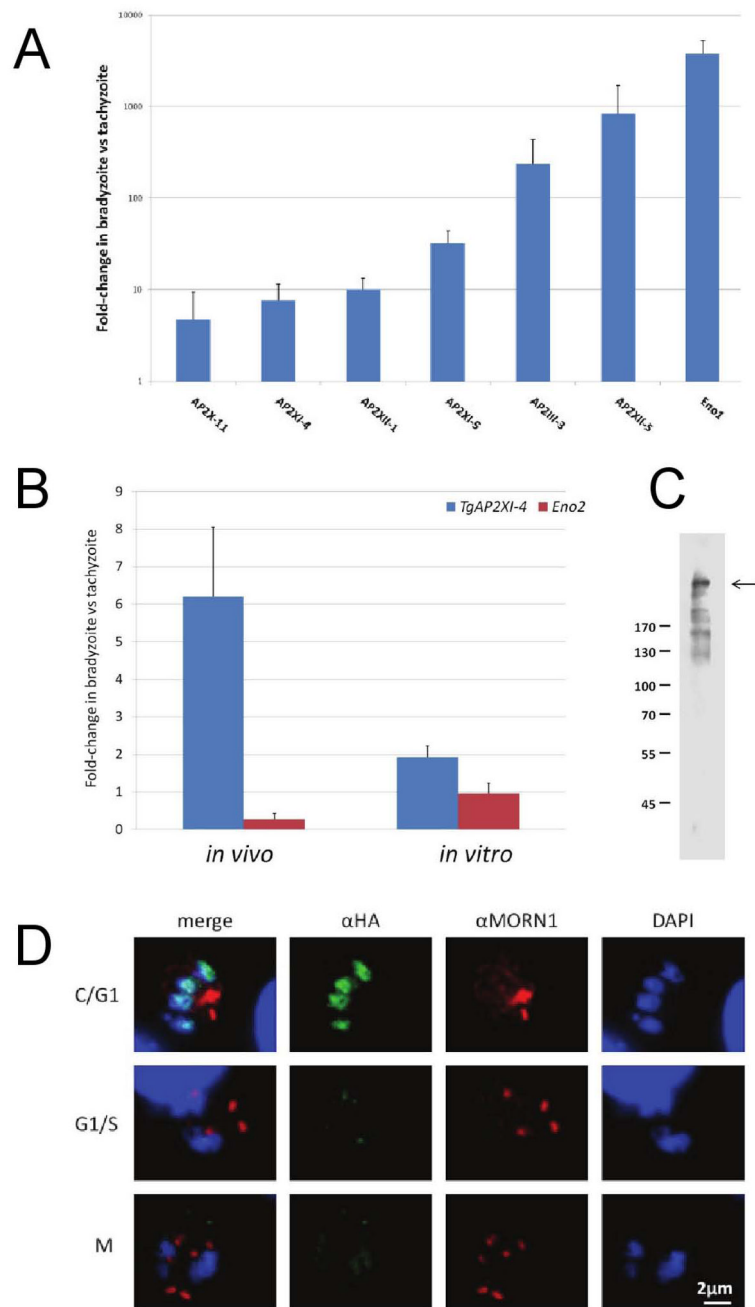 A
Fold-change in bradyzoite vs tachyzoite
10000
1000
100
10
1
AP2X-11
AP2XI-4
AP2XII-1
AP2XI-5
AP2III-3
AP2XII-5
Eno1
B
Fold-change in bradyzoite vs tachyzoite
9
8
7
6
5
4
3
2
1
0
TgAP2XI-4 Eno2
in vivo in vitro
C
170
130
100
70
55
45
D
merge αHA αMORN1 DAPI
C/G1
G1/S
M
2μm